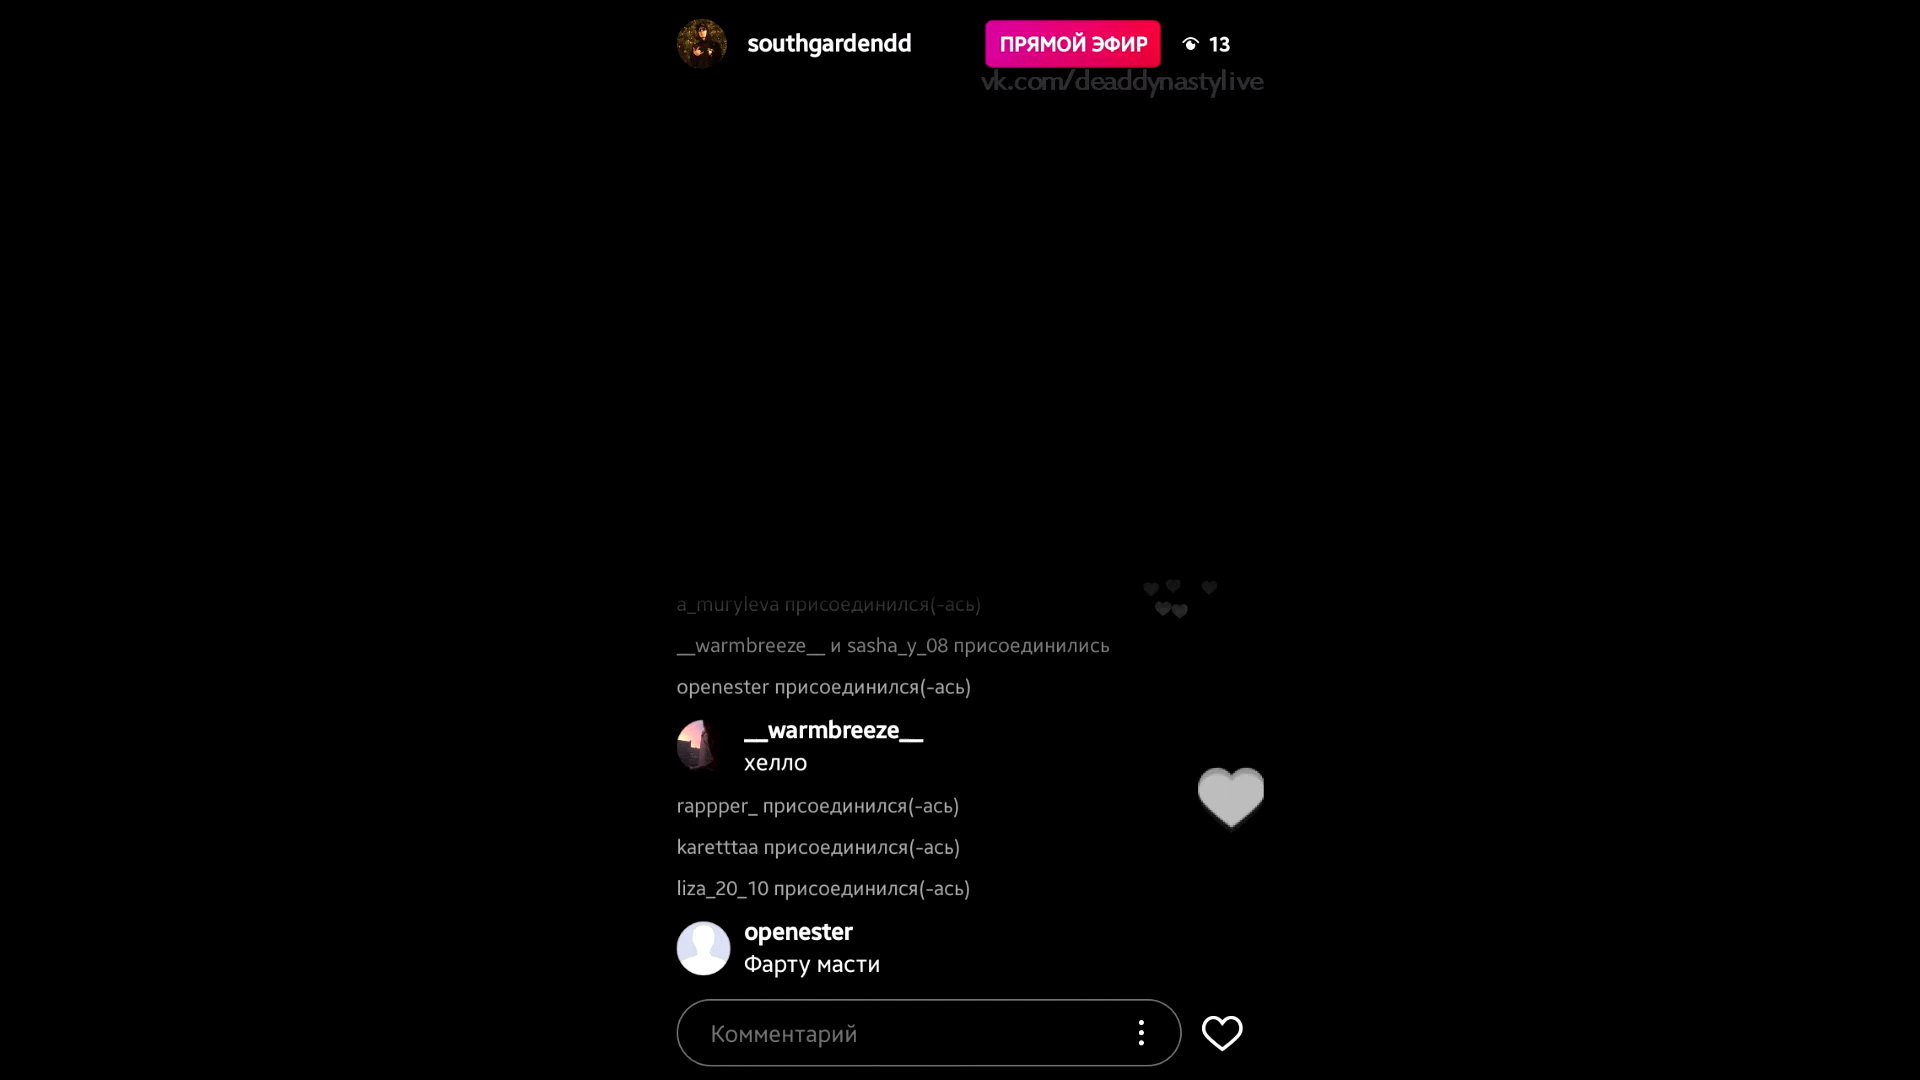 southgardendd
ПРЯМОЙ ЭФИР
13
vk.com/deaddynastylive
a_muryleva присоединился(-ась)
__warmbreeze__ и sasha_y_08 присоединились
openester присоединился(-ась)
__warmbreeze__
хелло
rappper_ присоединился(-ась)
karetttaa присоединился(-ась)
liza_20_10 присоединился(-ась)
openester
Фарту масти
Комментарий